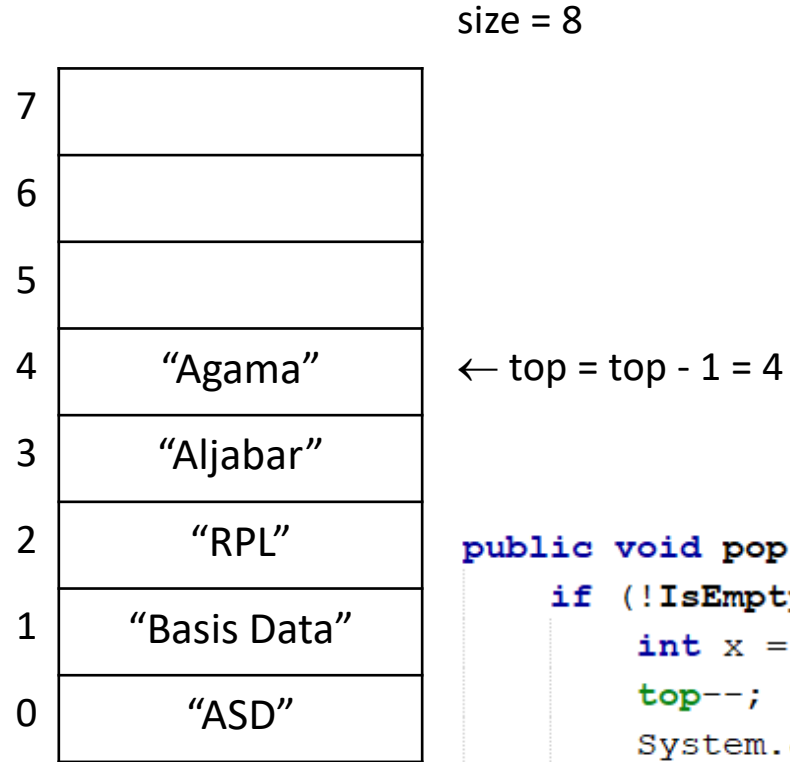 size = 8
7
6
5
4 “Agama” ← top = top - 1 = 4
3 “Aljabar”
2 “RPL”
public void pop
if (!IsEmpty
1 “Basis Data”
int x =
top--;
0 “ASD”
System.